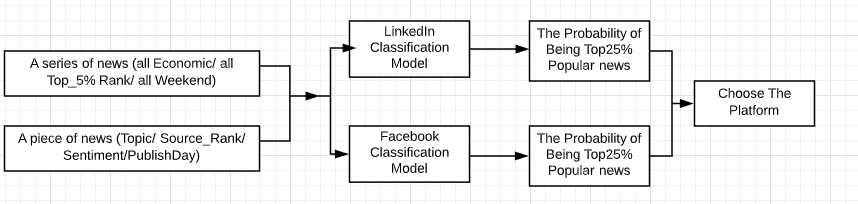 A series of news (all Economic/ all
Top_5% Rank/ all Weekend)
A piece of news (Topic/ Source_Rank/
Sentiment/PublishDay)
LinkedIn
Classification
Model
Facebook
Classification
Model
The Probability of
Being Top25%
Popular news
The Probability of
Being Top25%
Popular news
Choose The
Platform